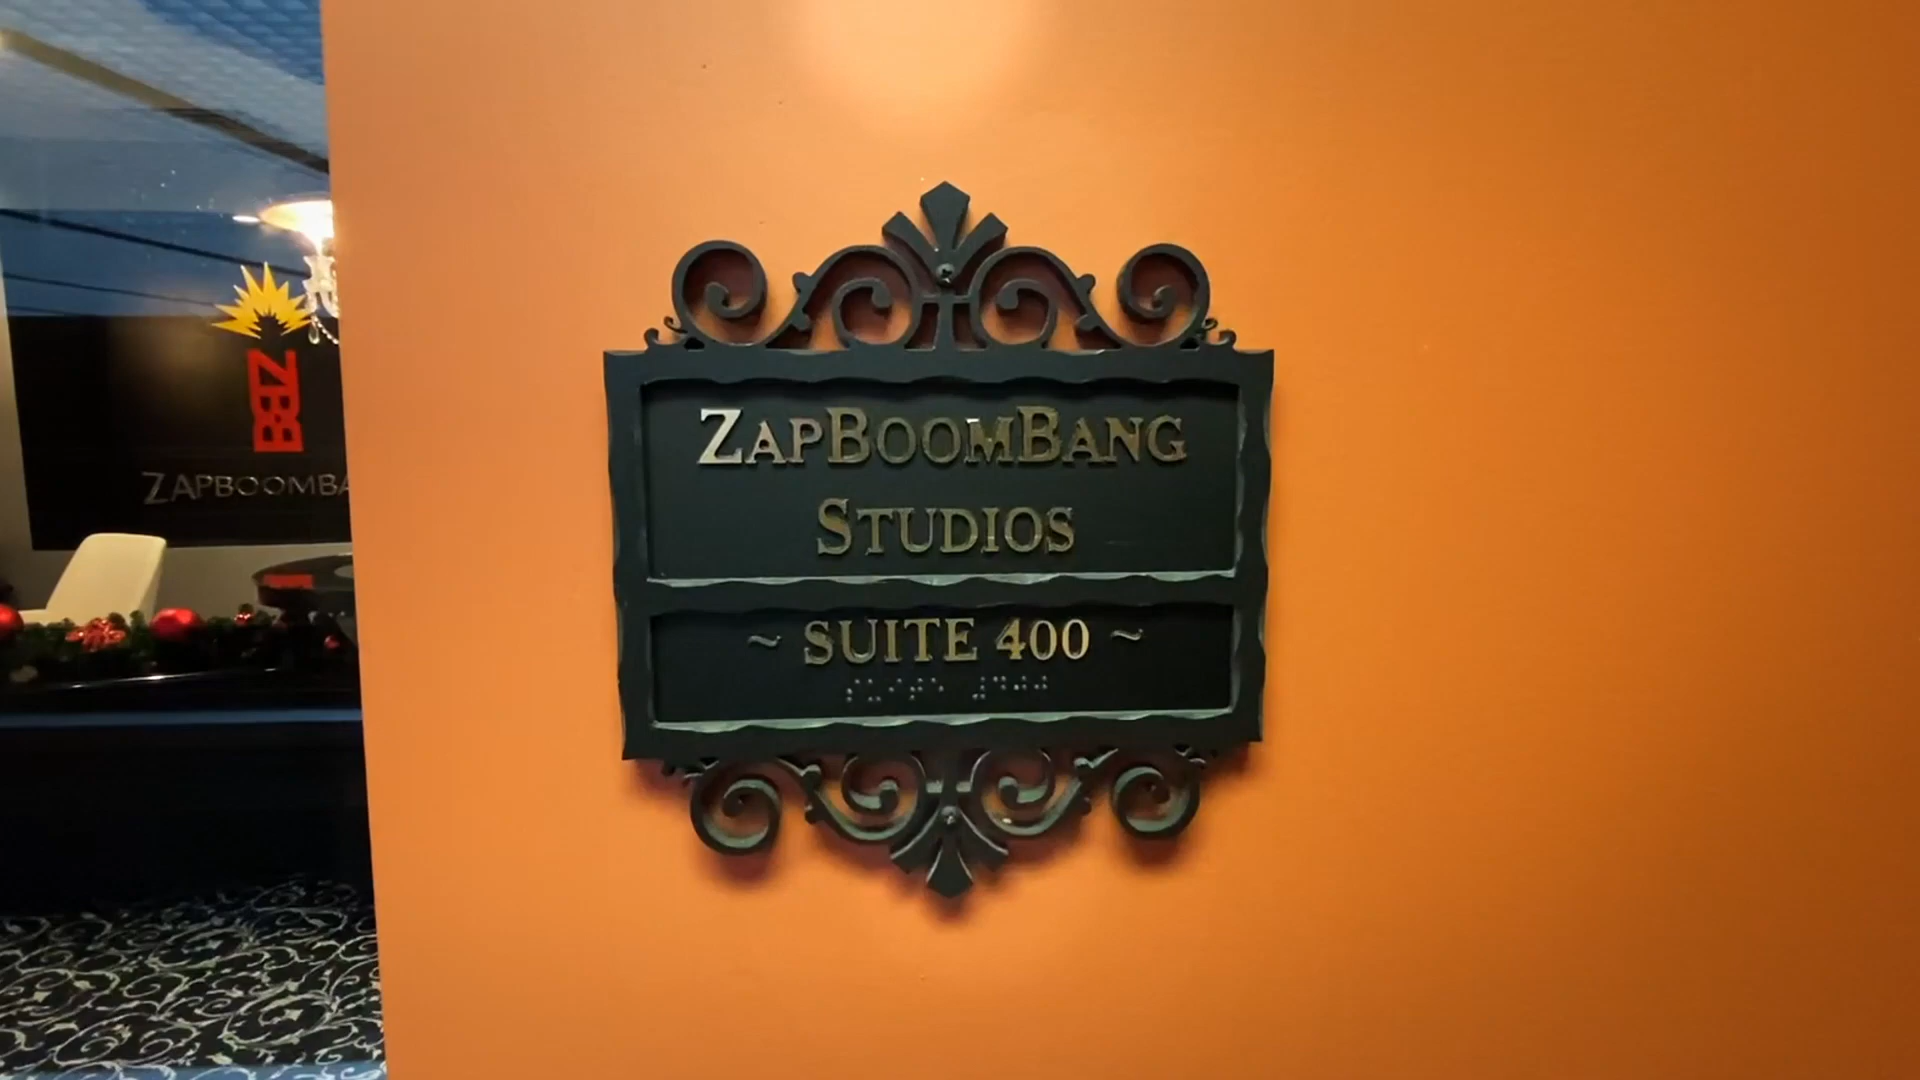 ZAPBOOMBANG
STUDIOS
~ SUITE 400 ~
ZBB
ZAPBOOMBA